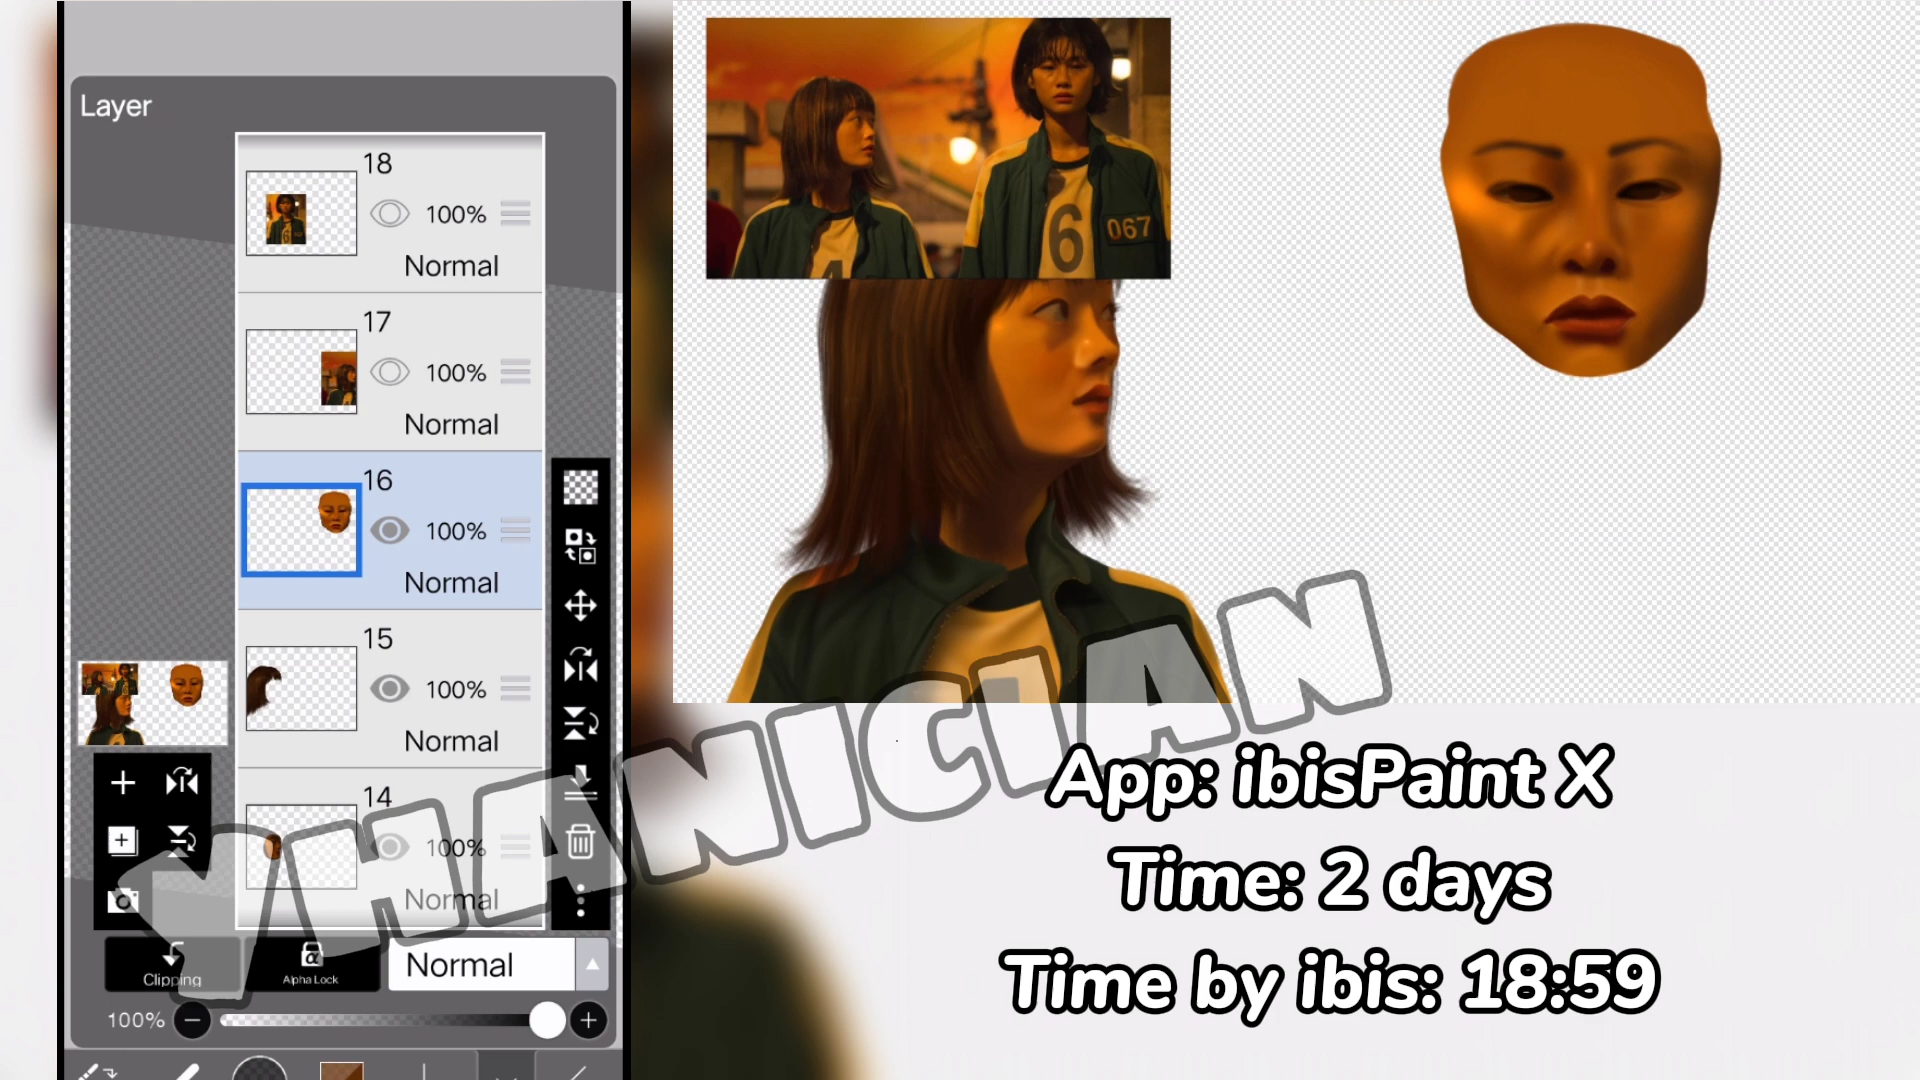 Layer
18
100%
Normal
17
100%
Normal
16
100%
Normal
15
100%
Normal
14
100%
Normal
Clipping
Alpha Lock
Normal
100%
6
067
HANICIAN
App: ibisPaint X
Time: 2 days
Time by ibis: 18:59